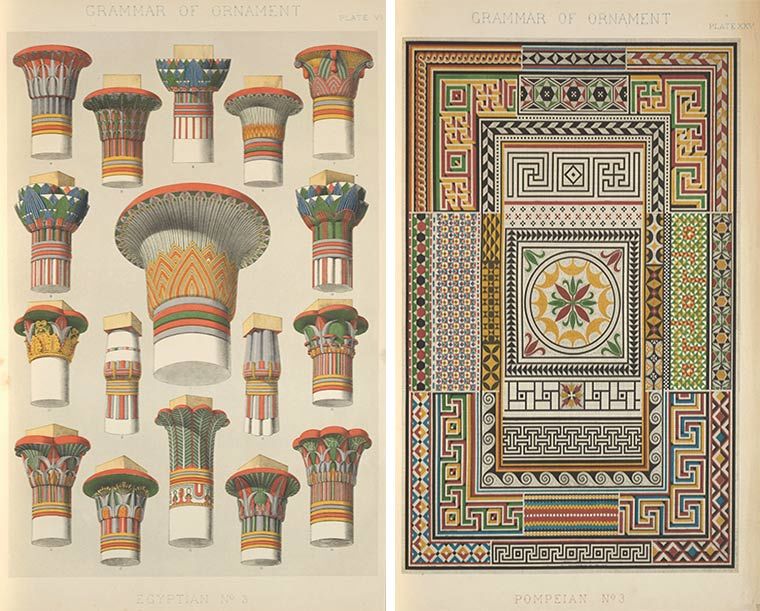 GRAMMAR OF ORNAMENT
PLATE VI
EGYPTIAN Nº 3
GRAMMAR OF ORNAMENT
PLATE XXV
POMPEIAN Nº 3